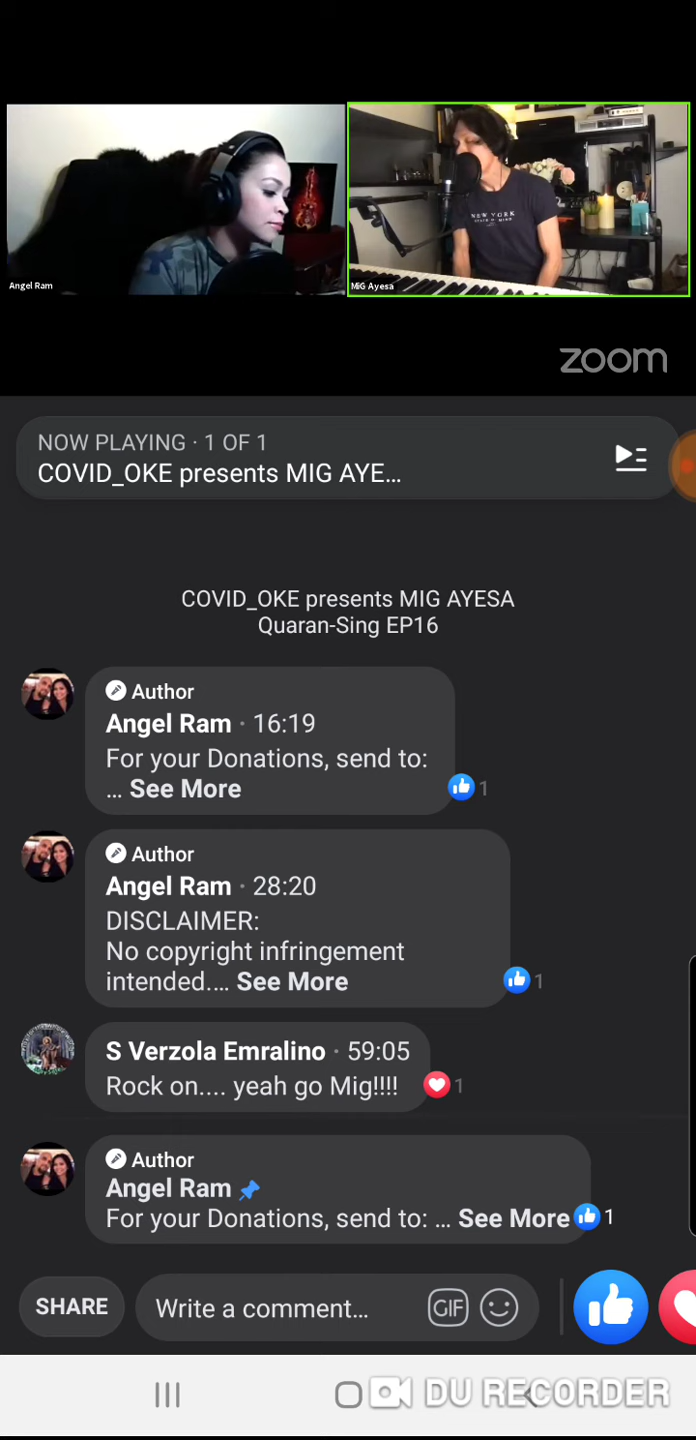 NEW YORK
STATE OF MIND
Angel Ram
MiG Ayesa
zoom
NOW PLAYING · 1 OF 1
COVID_OKE presents MIG AYE...
COVID_OKE presents MIG AYESA
Quaran-Sing EP16
Author
Angel Ram · 16:19
For your Donations, send to:
... See More
1
Author
Angel Ram · 28:20
DISCLAIMER:
No copyright infringement
intended.... See More
1
S Verzola Emralino · 59:05
Rock on.... yeah go Mig!!!!
1
Author
Angel Ram
For your Donations, send to: ... See More
1
SHARE
Write a comment...
GIF
DU RECORDER